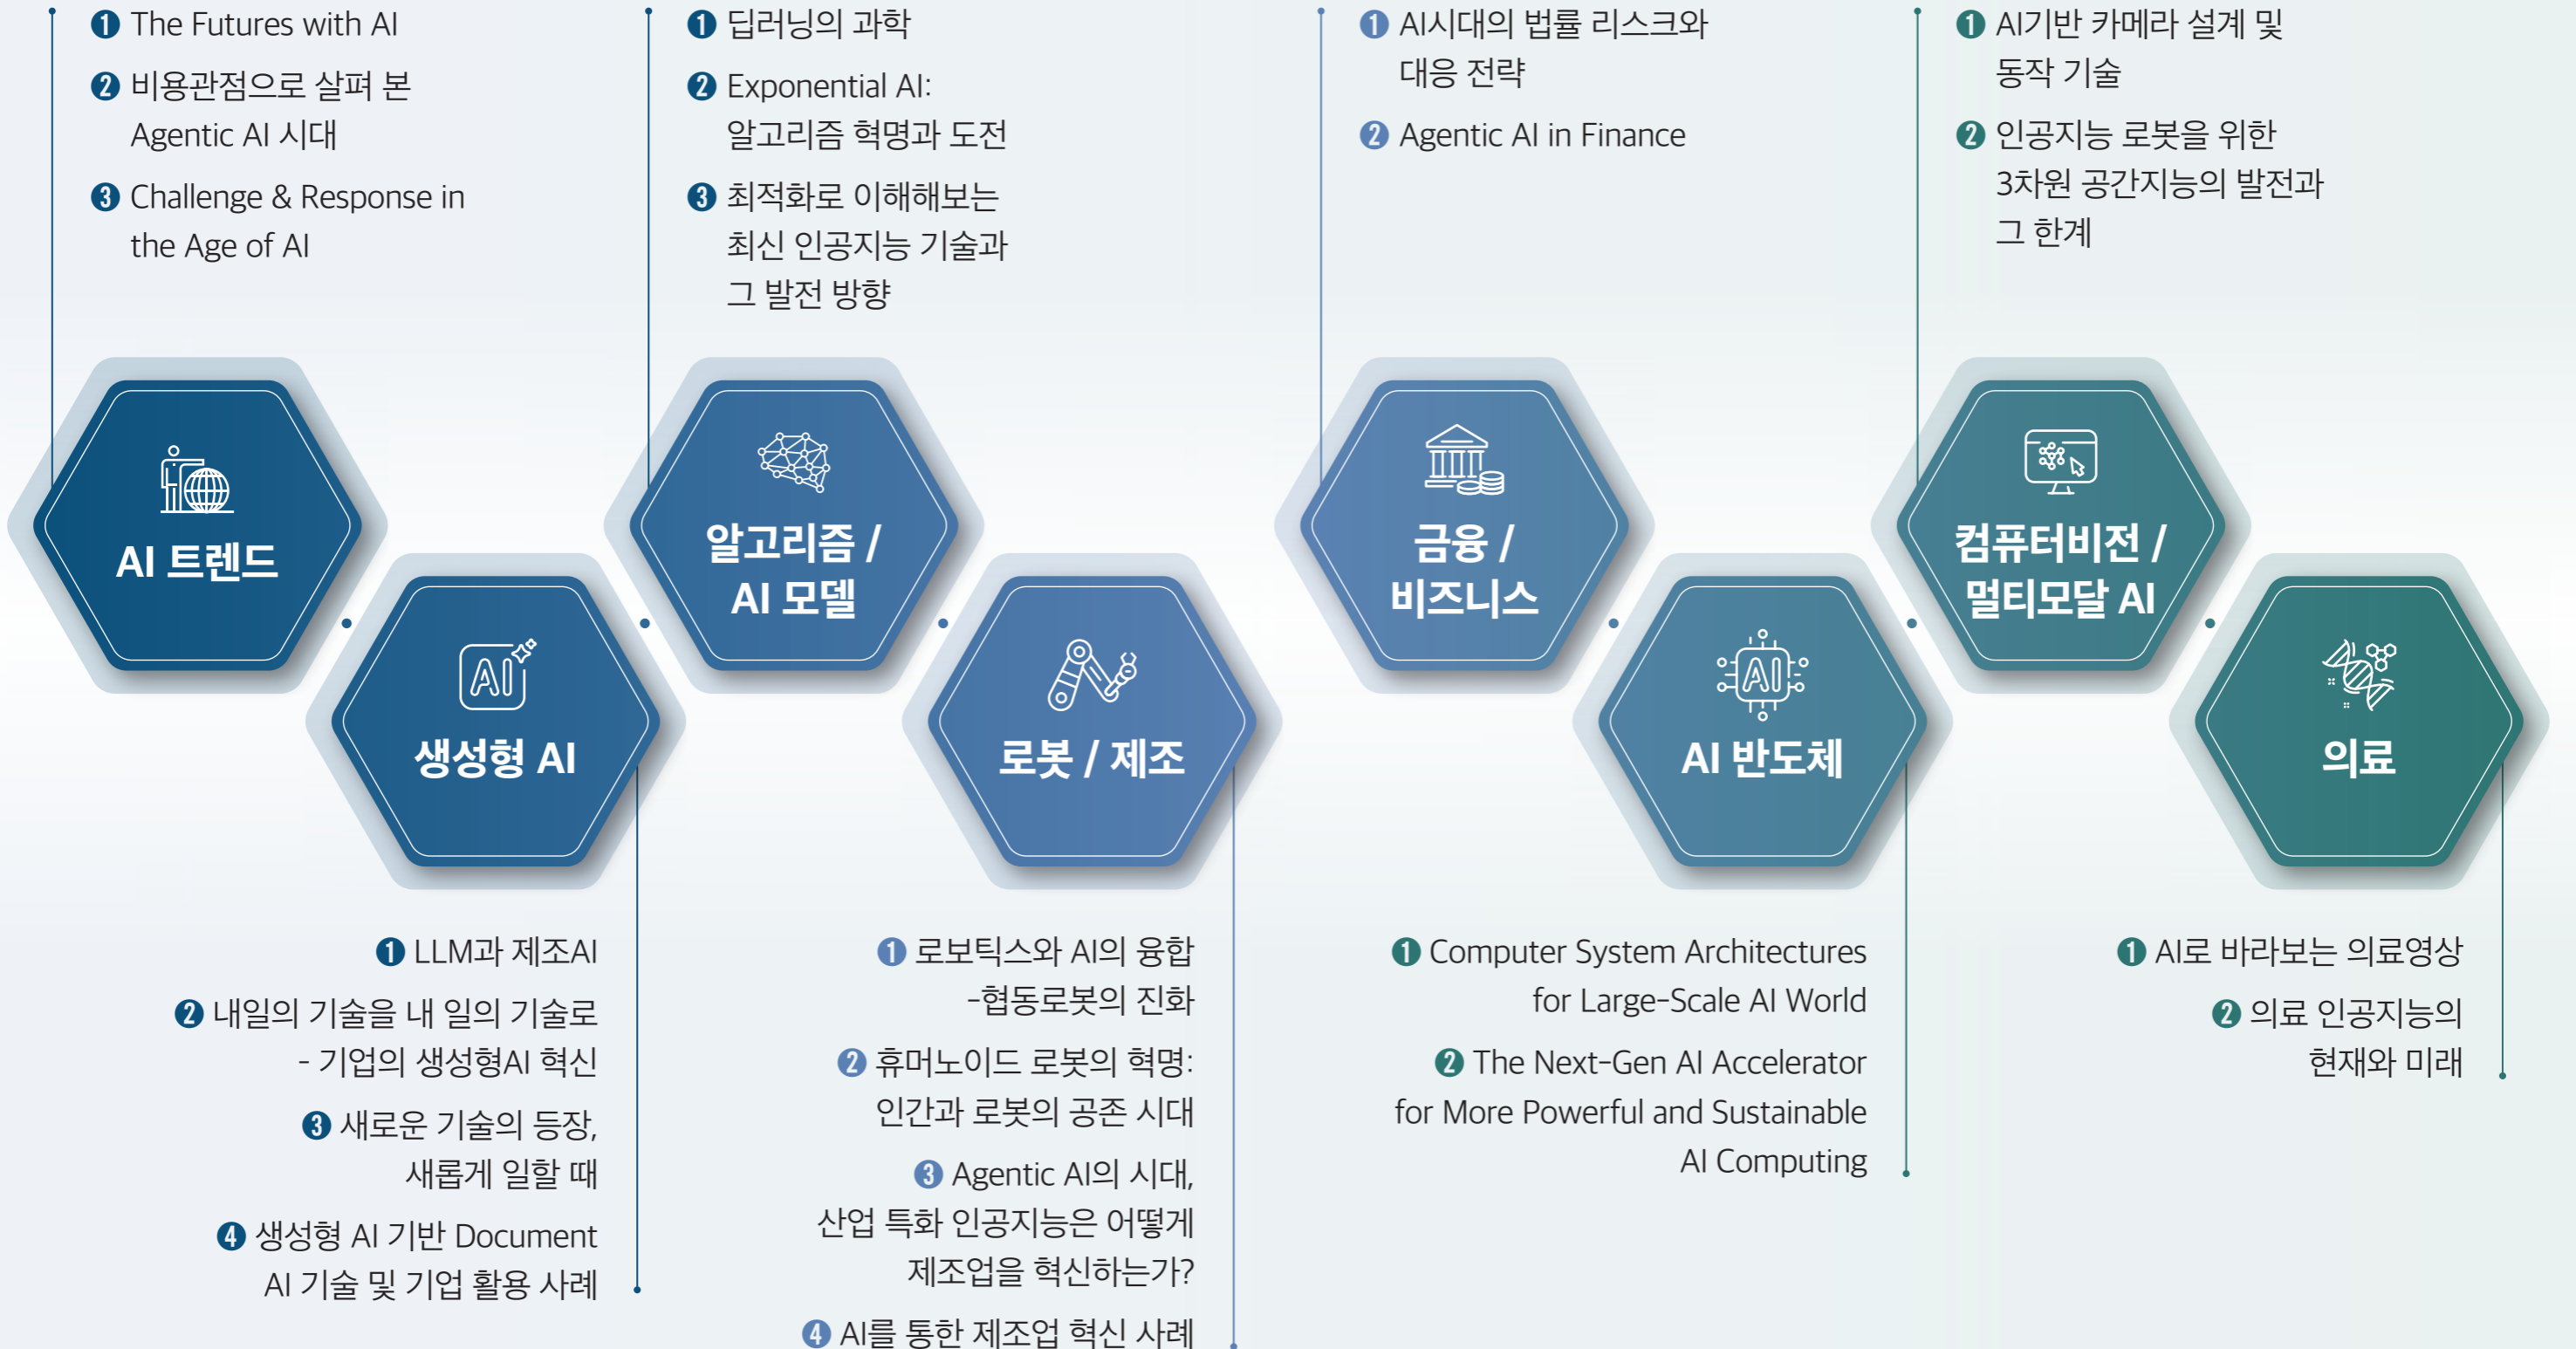 ❶ The Futures with AI
❷ 비용관점으로 살펴 본
Agentic AI 시대
❸ Challenge & Response in
the Age of AI
❶ 딥러닝의 과학
❷ Exponential AI:
알고리즘 혁명과 도전
❸ 최적화로 이해해보는
최신 인공지능 기술과
그 발전 방향
❶ AI시대의 법률 리스크와
대응 전략
❷ Agentic AI in Finance
❶ AI기반 카메라 설계 및
동작 기술
❷ 인공지능 로봇을 위한
3차원 공간지능의 발전과
그 한계
AI 트렌드
알고리즘 /
AI 모델
금융 /
비즈니스
컴퓨터비전 /
멀티모달 AI
AI
생성형 AI
로봇 / 제조
AI
AI 반도체
의료
❶ LLM과 제조AI
❷ 내일의 기술을 내 일의 기술로
- 기업의 생성형AI 혁신
❸ 새로운 기술의 등장,
새롭게 일할 때
❹ 생성형 AI 기반 Document
AI 기술 및 기업 활용 사례
❶ 로보틱스와 AI의 융합
-협동로봇의 진화
❷ 휴머노이드 로봇의 혁명:
인간과 로봇의 공존 시대
❸ Agentic AI의 시대,
산업 특화 인공지능은 어떻게
제조업을 혁신하는가?
❹ AI를 통한 제조업 혁신 사례
❶ Computer System Architectures
for Large-Scale AI World
❷ The Next-Gen AI Accelerator
for More Powerful and Sustainable
AI Computing
❶ AI로 바라보는 의료영상
❷ 의료 인공지능의
현재와 미래